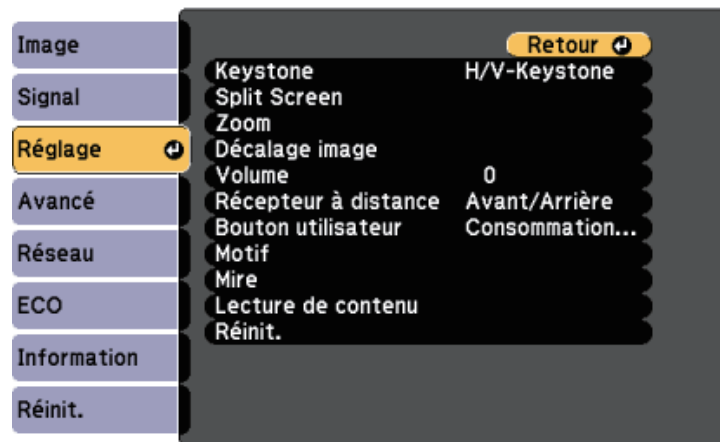 Image
Signal
Réglage
Avancé
Réseau
ECO
Information
Réinit.
Retour
Keystone H/V-Keystone
Split Screen
Zoom
Décalage image
Volume 0
Récepteur à distance Avant/Arrière
Bouton utilisateur Consommation...
Motif
Mire
Lecture de contenu
Réinit.